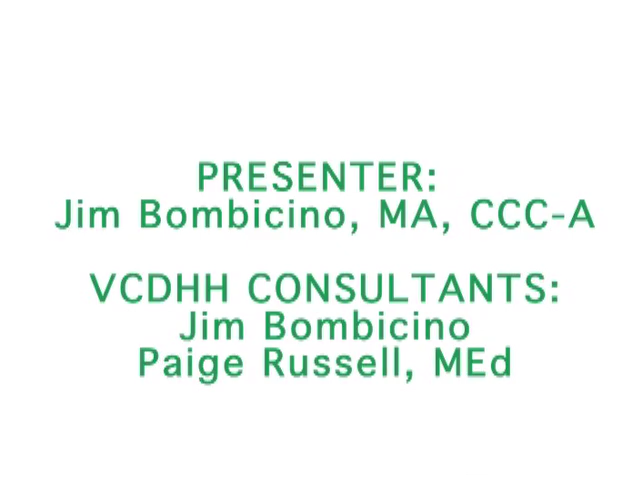 PRESENTER:
Jim Bombicino, MA, CCC-A
VCDHH CONSULTANTS:
Jim Bombicino
Paige Russell, MEd